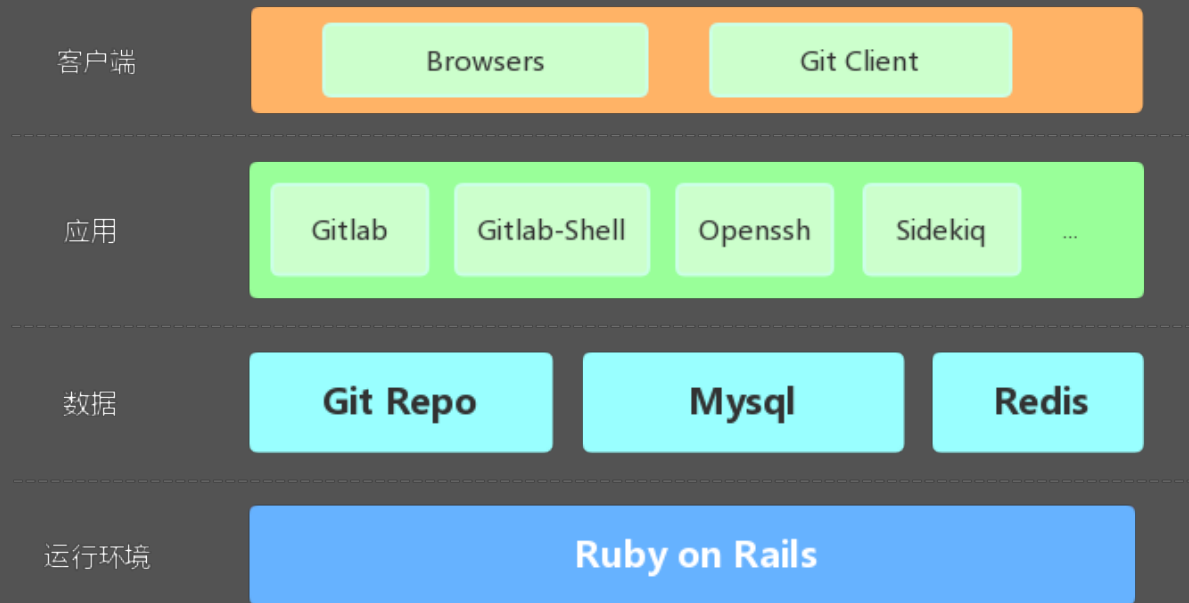 客户端
Browsers
Git Client
应用
Gitlab
Gitlab-Shell
Openssh
Sidekiq
...
数据
Git Repo
Mysql
Redis
运行环境
Ruby on Rails